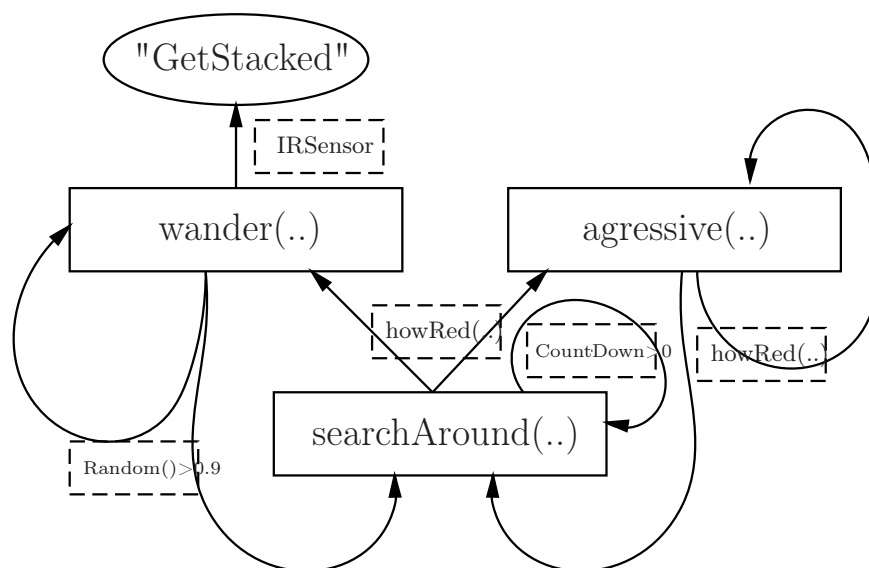 "GetStacked"
IRSensor
wander(..)
agressive(..)
howRed(..)
CountDown>0
howRed(..)
searchAround(..)
Random()>0.9